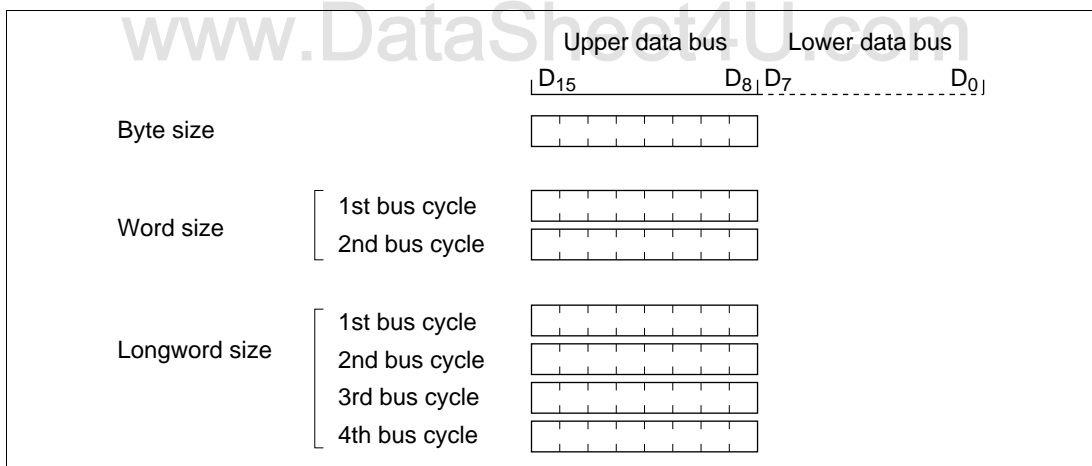 www.DataSheet4U.com
Upper data bus Lower data bus
D15 D8 D7 D0
Byte size
Word size
1st bus cycle
2nd bus cycle
Longword size
1st bus cycle
2nd bus cycle
3rd bus cycle
4th bus cycle